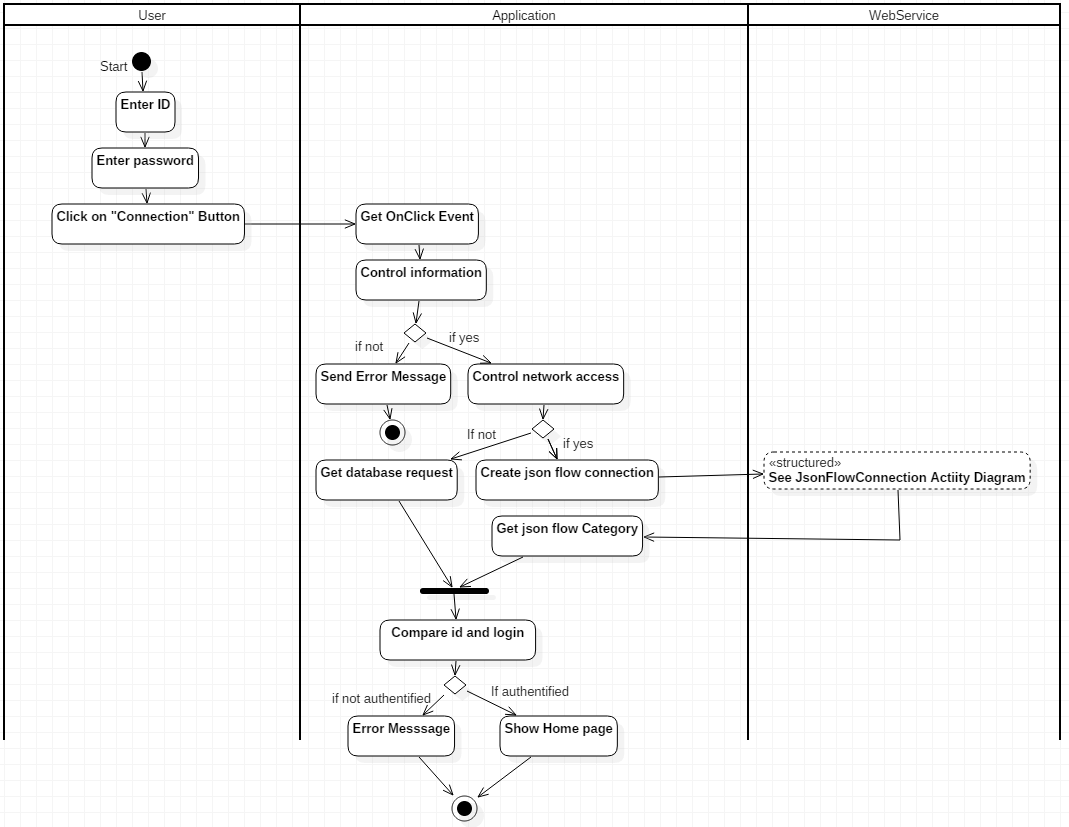 User
Application
WebService
Start
Enter ID
Enter password
Click on "Connection" Button
Get OnClick Event
Control information
if not
if yes
Send Error Message
Control network access
If not
if yes
Get database request
Create json flow connection
«structured»
See JsonFlowConnection Actiity Diagram
Get json flow Category
Compare id and login
if not authentified
If authentified
Error Messsage
Show Home page